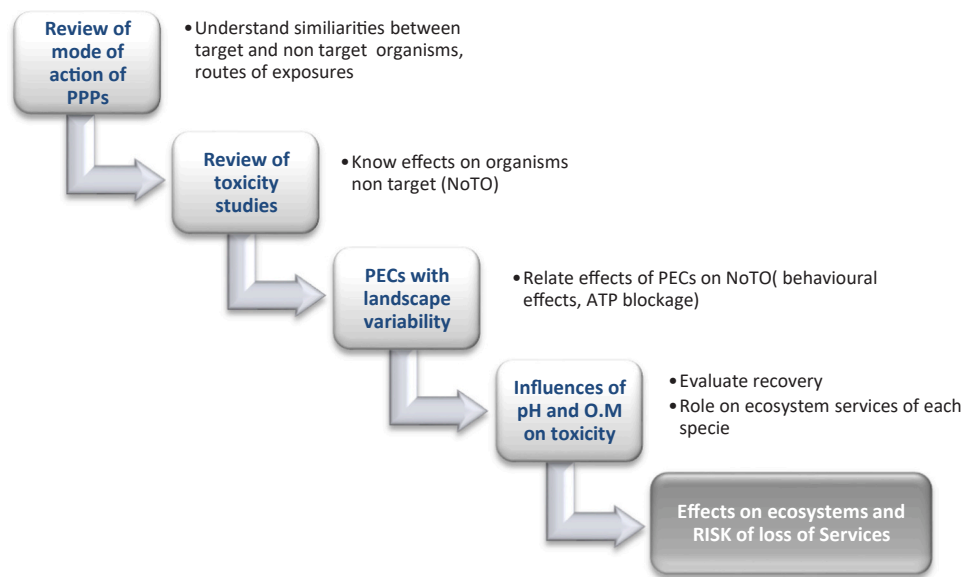 Review of
mode of
action of
PPPs
•Understand similiarities between
target and non target organisms,
routes of exposures
Review of
toxicity
studies
•Know effects on organisms
non target (NoTO)
PECs with
landscape
variability
•Relate effects of PECs on NoTO( behavioural
effects, ATP blockage)
Influences of
pH and O.M
on toxicity
•Evaluate recovery
•Role on ecosystem services of each
specie
Effects on ecosystems and
RISK of loss of Services